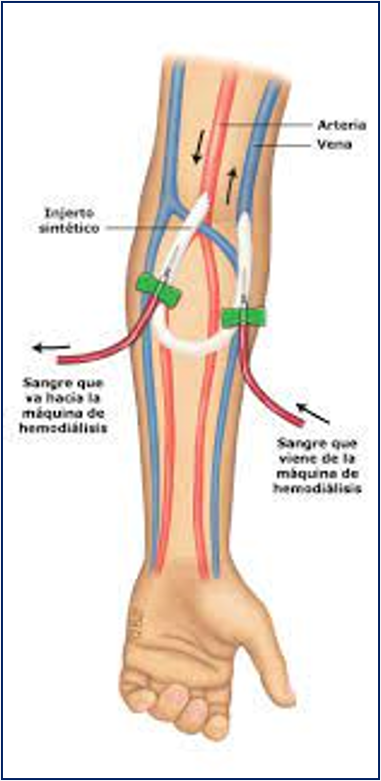 Arteria
Vena
Injerto
sintético
Sangre que
va hacia la
máquina de
hemodiálisis
Sangre que
viene de la
máquina de
hemodiálisis